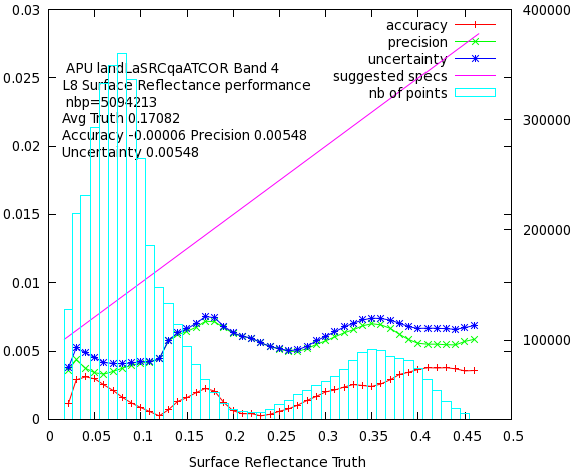 0.03
400000
accuracy
precision
uncertainty
suggested specs
nb of points
APU landLaSRCqaATCOR Band 4
L8 Surface Reflectance performance
nbp=5094213
Avg Truth 0.17082
Accuracy -0.00006 Precision 0.00548
Uncertainty 0.00548
0.025
300000
0.02
0.015
200000
0.01
0.005
100000
0
0
0 0.05 0.1 0.15 0.2 0.25 0.3 0.35 0.4 0.45 0.5
Surface Reflectance Truth